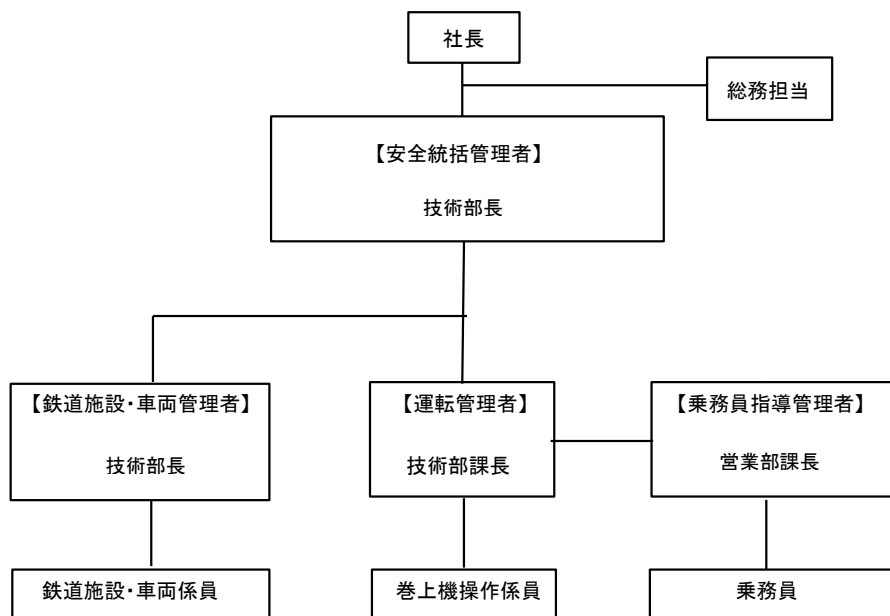 社長
総務担当
【安全統括管理者】
技術部長
【鉄道施設・車両管理者】
技術部長
【運転管理者】
技術部課長
【乗務員指導管理者】
営業部課長
鉄道施設・車両係員
巻上機操作係員
乗務員